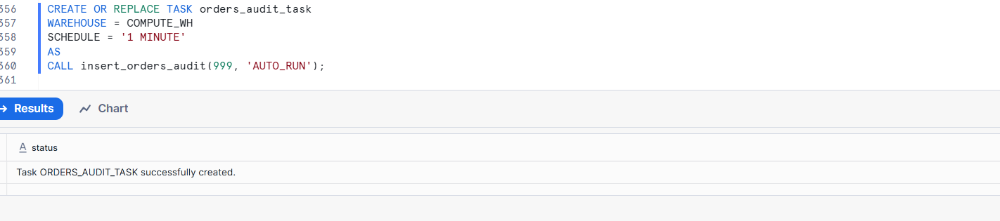 356 CREATE OR REPLACE TASK orders_audit_task
357 WAREHOUSE = COMPUTE_WH
358 SCHEDULE = '1 MINUTE'
359 AS
360 CALL insert_orders_audit(999, 'AUTO_RUN');
361
Results Chart
A status
Task ORDERS_AUDIT_TASK successfully created.